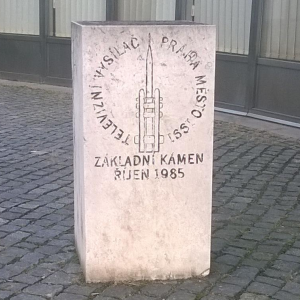 TELEVIZNÍ VYSÍLAČ PRAHA MĚSTO
ZÁKLADNÍ KÁMEN
ŘÍJEN 1985